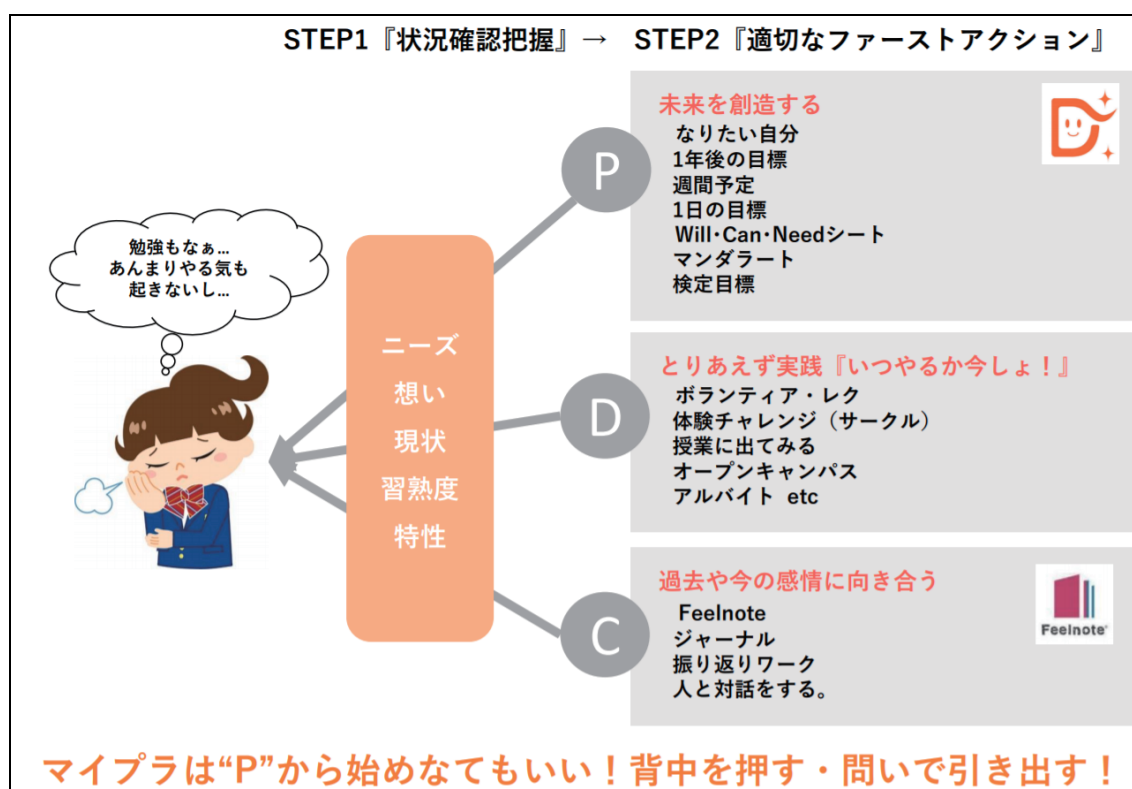 STEP1『状況確認把握』→ STEP2『適切なファーストアクション』
勉強もなぁ...
あんまりやる気も
起きないし...
ニーズ
想い
現状
習熟度
特性
P
未来を創造する
なりたい自分
1年後の目標
週間予定
1日の目標
Will･Can･Needシート
マンダラート
検定目標
D
とりあえず実践『いつやるか今しょ！』
ボランティア・レク
体験チャレンジ（サークル）
授業に出てみる
オープンキャンパス
アルバイト etc
C
過去や今の感情に向き合う
Feelnote
ジャーナル
振り返りワーク
人と対話をする。
Feelnote
マイプラは“P”から始めなてもいい！背中を押す・問いで引き出す！